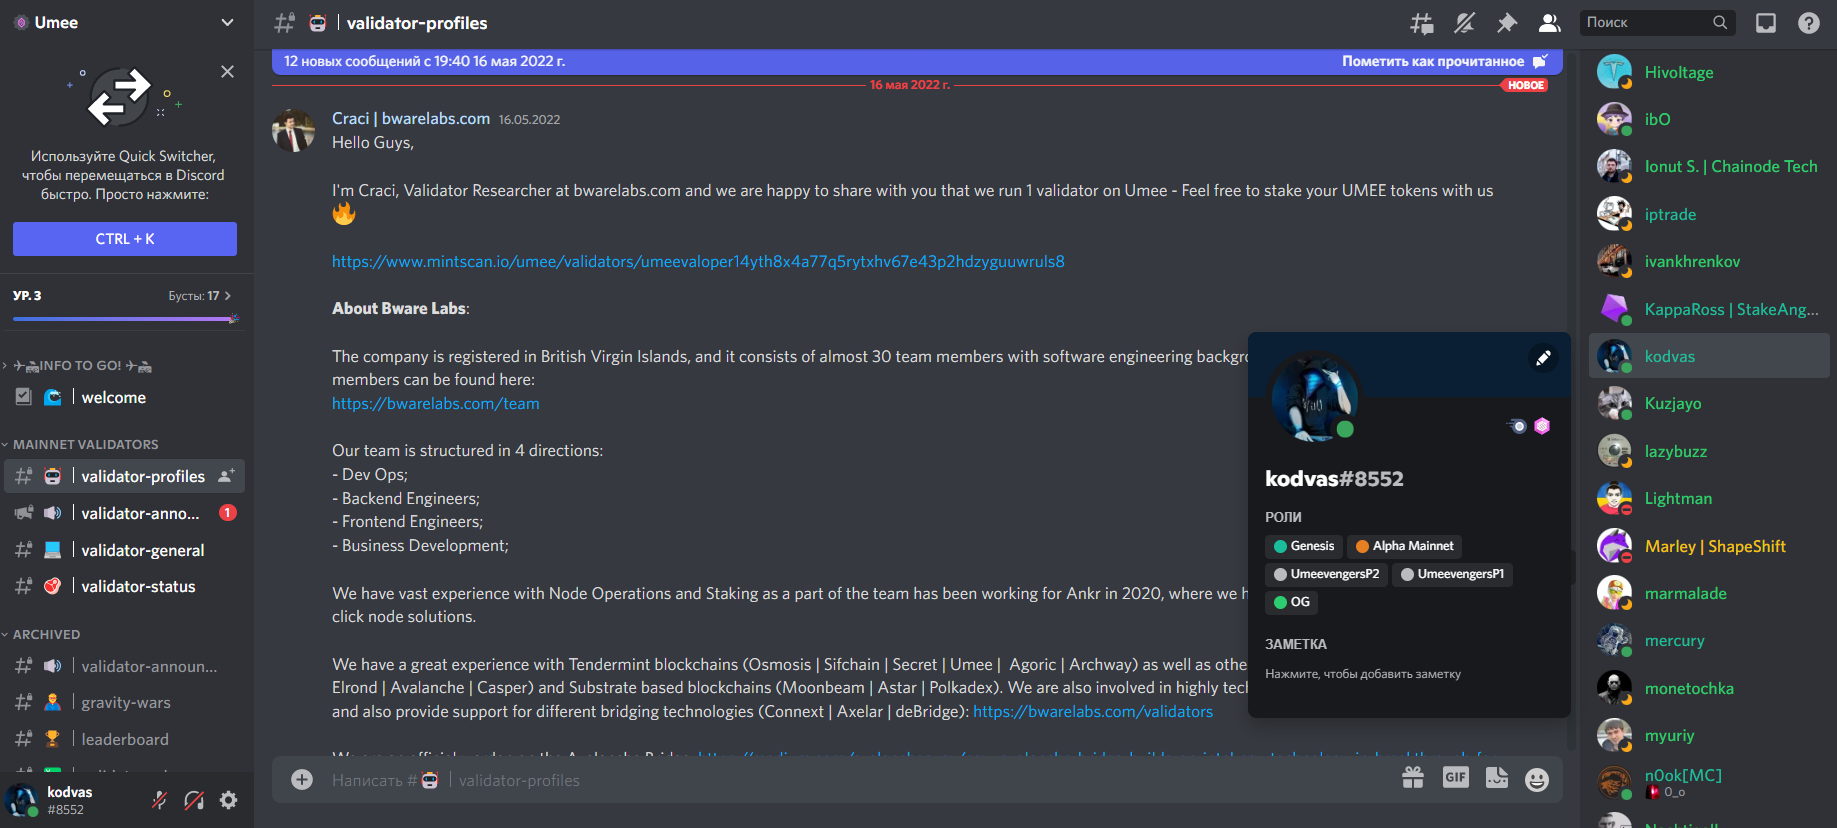 Umee
Используйте Quick Switcher,
чтобы перемещаться в Discord
быстро. Просто нажмите:
CTRL + K
УР. 3
Бусты: 17
INFO TO GO!
welcome
MAINNET VALIDATORS
validator-profiles
validator-anno...
1
validator-general
validator-status
ARCHIVED
validator-announ...
gravity-wars
leaderboard
kodvas
#8552
validator-profiles
Поиск
12 новых сообщений с 19:40 16 мая 2022 г.
Пометить как прочитанное
16 мая 2022 г.
НОВОЕ
Craci | bwarelabs.com 16.05.2022
Hello Guys,
I'm Craci, Validator Researcher at bwarelabs.com and we are happy to share with you that we run 1 validator on Umee - Feel free to stake your UMEE tokens with us
https://www.mintscan.io/umee/validators/umeevaloper14yth8x4a77q5rytxhv67e43p2hdzyguuwruls8
About Bware Labs:
The company is registered in British Virgin Islands, and it consists of almost 30 team members with software engineering backgro
members can be found here:
https://bwarelabs.com/team
Our team is structured in 4 directions:
- Dev Ops;
- Backend Engineers;
- Frontend Engineers;
- Business Development;
We have vast experience with Node Operations and Staking as a part of the team has been working for Ankr in 2020, where we h
click node solutions.
We have a great experience with Tendermint blockchains (Osmosis | Sifchain | Secret | Umee | Agoric | Archway) as well as othe
Elrond | Avalanche | Casper) and Substrate based blockchains (Moonbeam | Astar | Polkadex). We are also involved in highly tec
and also provide support for different bridging technologies (Connext | Axelar | deBridge): https://bwarelabs.com/validators
Написать # | validator-profiles
GIF
kodvas#8552
РОЛИ
Genesis
Alpha Mainnet
UmeevengersP2
UmeevengersP1
OG
ЗАМЕТКА
Нажмите, чтобы добавить заметку
Hivoltage
ibO
Ionut S. | Chainode Tech
iptrade
ivankhrenkov
KappaRoss | StakeAng...
kodvas
Kuzjayo
lazybuzz
Lightman
Marley | ShapeShift
marmalade
mercury
monetochka
myuriy
n0ok[MC]
0_o